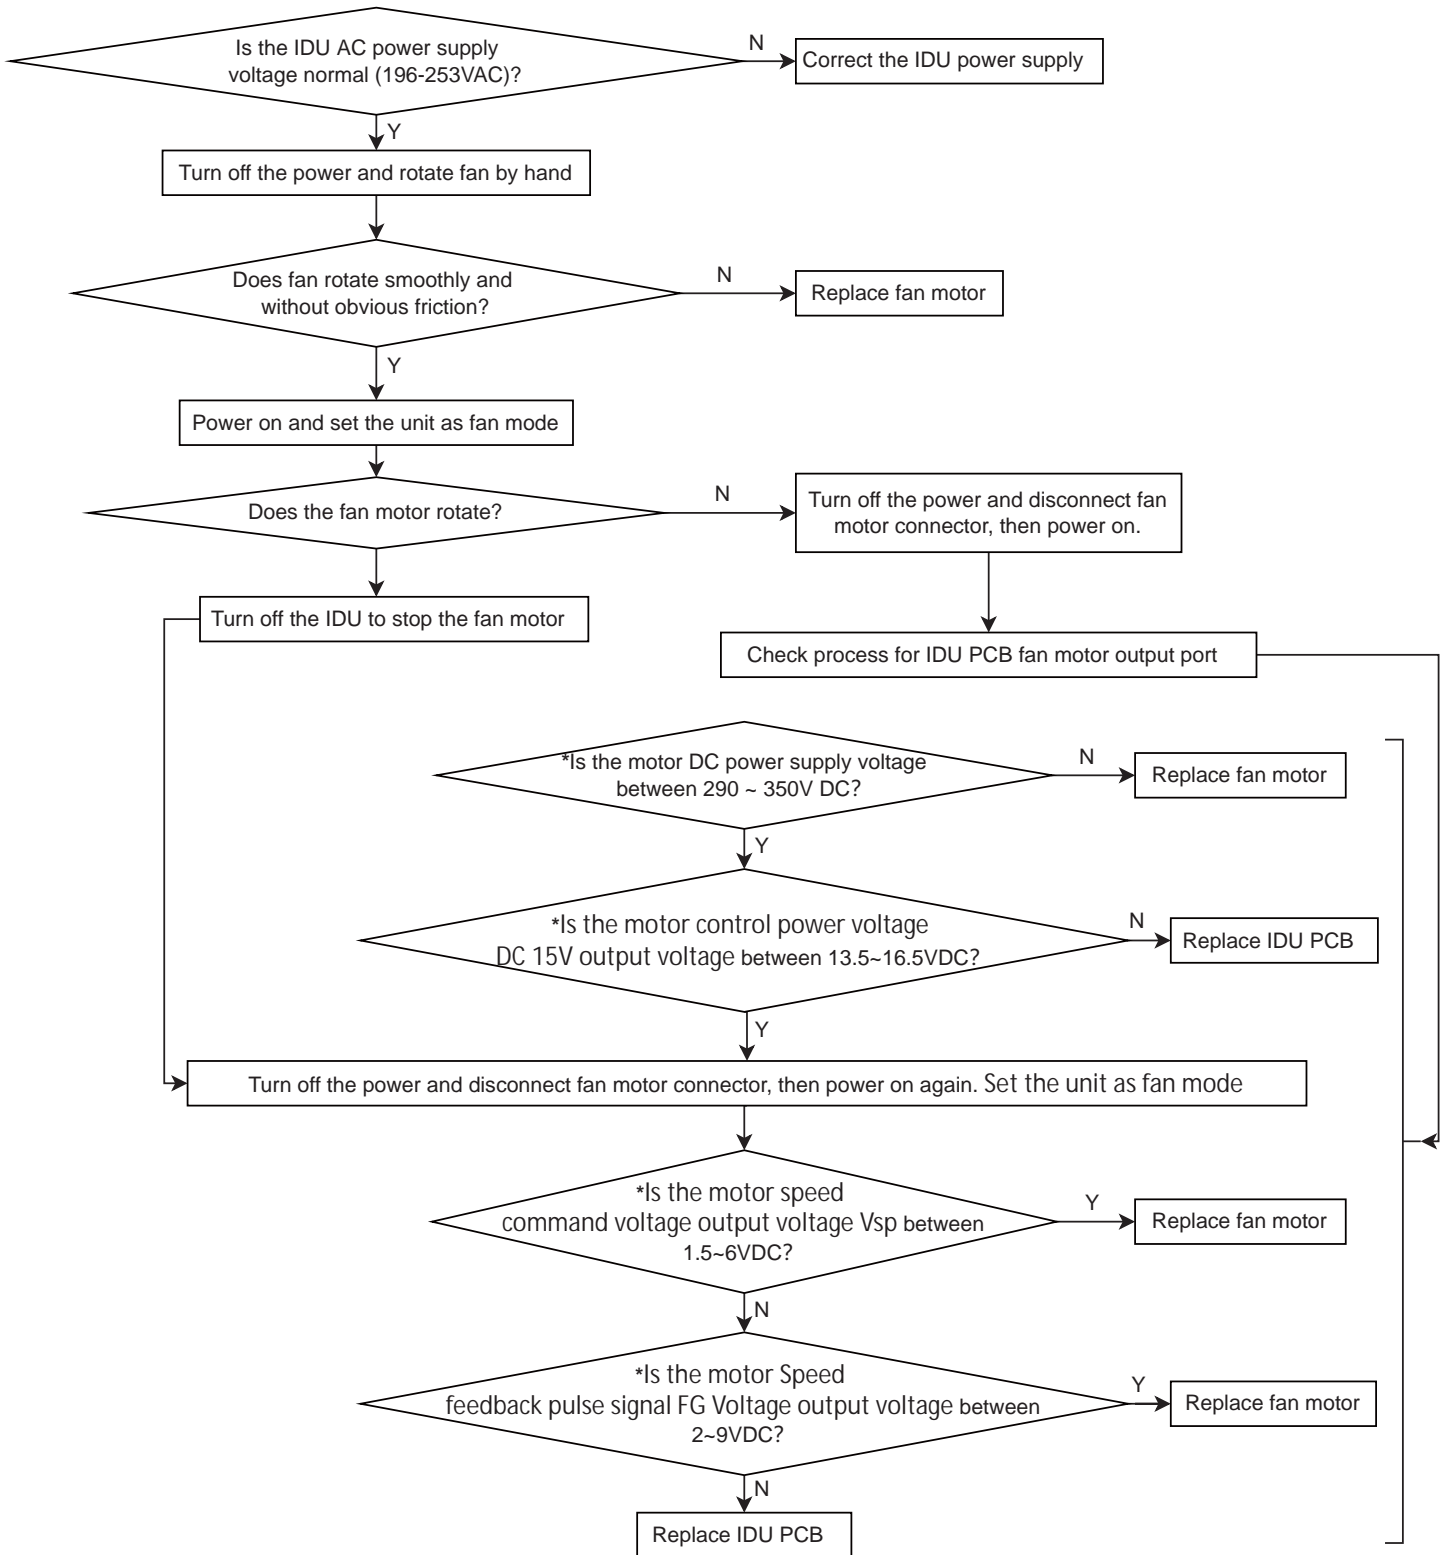 Is the IDU AC power supply
voltage normal (196-253VAC)?
N
Correct the IDU power supply
Y
Turn off the power and rotate fan by hand
Does fan rotate smoothly and
without obvious friction?
N
Replace fan motor
Y
Power on and set the unit as fan mode
Does the fan motor rotate?
N
Turn off the power and disconnect fan
motor connector, then power on.
Turn off the IDU to stop the fan motor
Check process for IDU PCB fan motor output port
*Is the motor DC power supply voltage
between 290 ~ 350V DC?
N
Replace fan motor
Y
*Is the motor control power voltage
DC 15V output voltage between 13.5~16.5VDC?
N
Replace IDU PCB
Y
Turn off the power and disconnect fan motor connector, then power on again. Set the unit as fan mode
*Is the motor speed
command voltage output voltage Vsp between
1.5~6VDC?
Y
Replace fan motor
N
*Is the motor Speed
feedback pulse signal FG Voltage output voltage between
2~9VDC?
Y
Replace fan motor
N
Replace IDU PCB